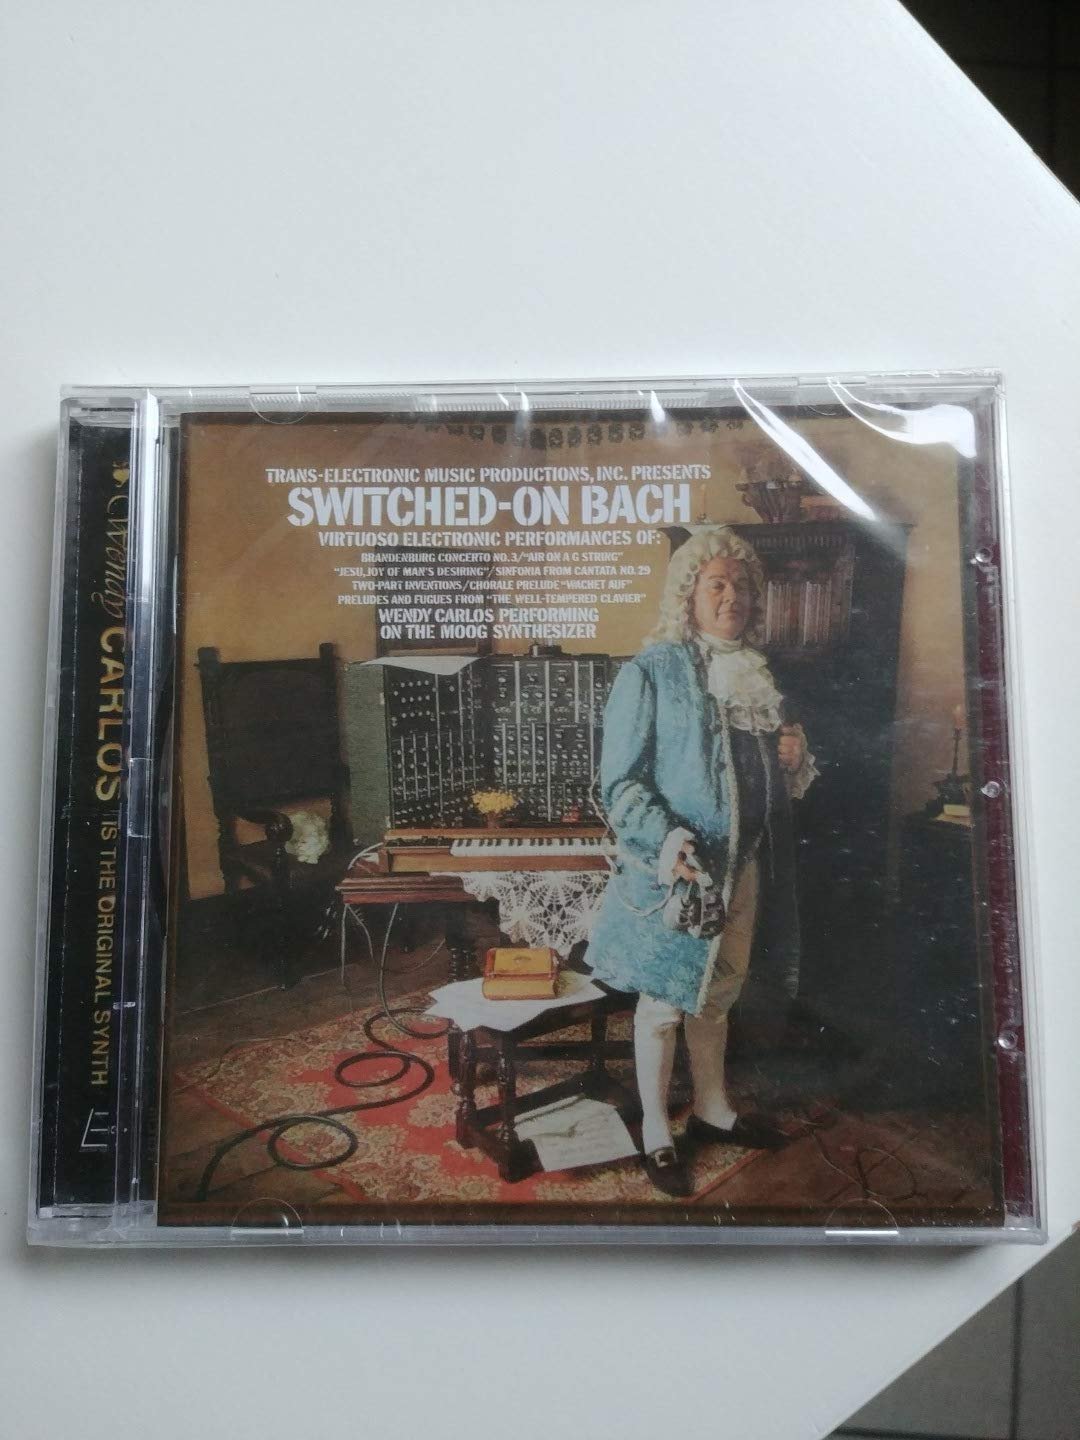 TRANS-ELECTRONIC MUSIC PRODUCTIONS, INC. PRESENTS
SWITCHED-ON BACH
VIRTUOSO ELECTRONIC PERFORMANCES OF:
BRANDENBURG CONCERTO NO.3/"AIR ON A G STRING"
"JESU, JOY OF MAN'S DESIRING"/SINFONIA FROM CANTATA NO.29
TWO-PART INVENTIONS/CHORALE PRELUDE "WACHET AUF"
PRELUDES AND FUGUES FROM "THE WELL-TEMPERED CLAVIER"
WENDY CARLOS PERFORMING
ON THE MOOG SYNTHESIZER
Wendy CARLOS IS THE ORIGINAL SYNTH